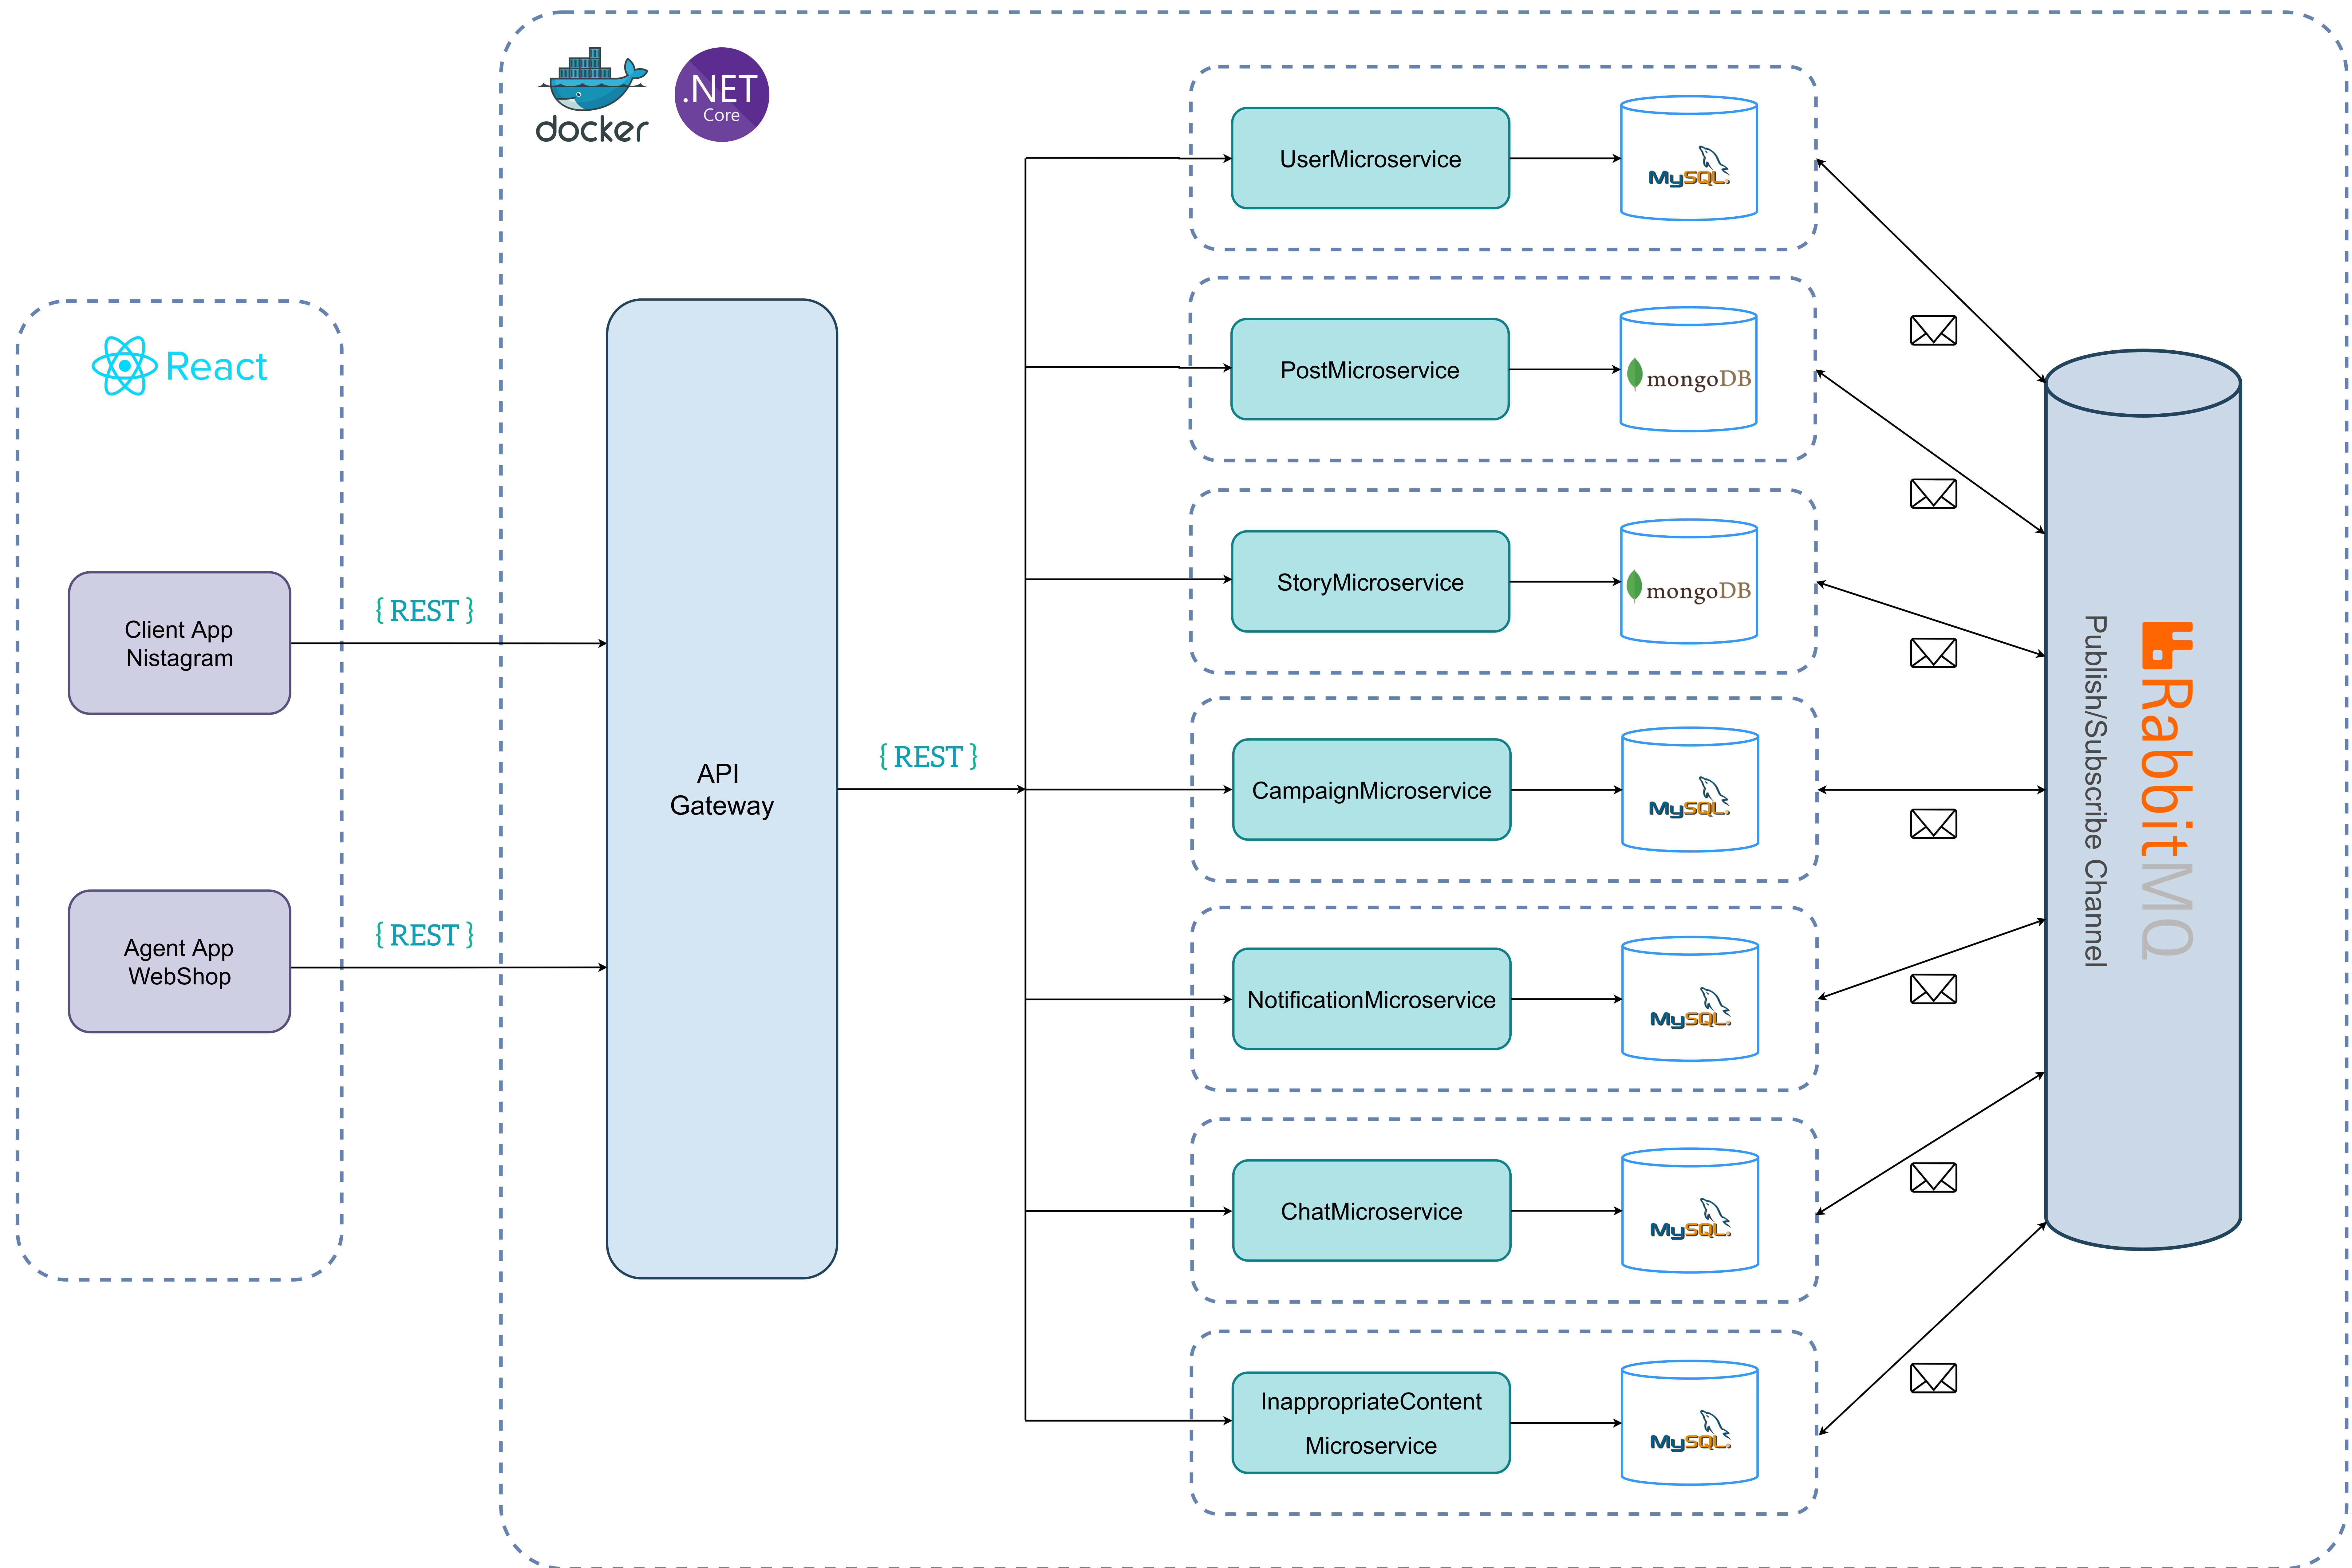 docker
.NET
Core
React
Client App
Nistagram
Agent App
WebShop
{ REST }
{ REST }
API
Gateway
{ REST }
UserMicroservice
MySQL.
PostMicroservice
mongoDB
StoryMicroservice
mongoDB
CampaignMicroservice
MySQL.
NotificationMicroservice
MySQL.
ChatMicroservice
MySQL.
InappropriateContent
Microservice
MySQL.
RabbitMQ
Publish/Subscribe Channel